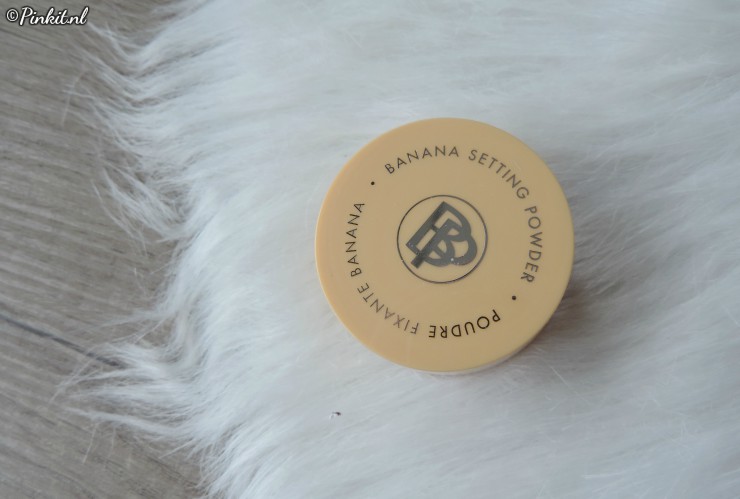 ©Pinkit.nl
BANANA SETTING POWDER •
POUDRE FIXANTE BANANA •